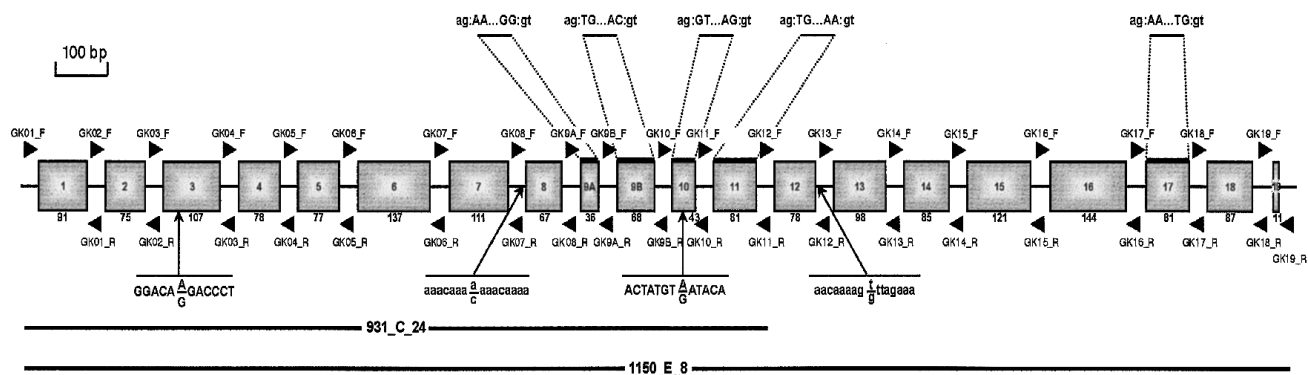 ag:AA...GG:gt ag:TG...AC:gt ag:GT...AG:gt ag:TG...AA:gt ag:AA...TG:gt
100 bp
GK01_F GK02_F GK03_F GK04_F GK05_F GK06_F GK07_F GK08_F GK9A_F GK9B_F GK10_F GK11_F GK12_F GK13_F GK14_F GK15_F GK16_F GK17_F GK18_F GK19_F
1 2 3 4 5 6 7 8 9A 9B 10 11 12 13 14 15 16 17 18 19
91 75 107 78 77 137 111 67 36 68 43 81 78 98 85 121 144 81 87 11
GK01_R GK02_R GK03_R GK04_R GK05_R GK06_R GK07_R GK08_R GK9A_R GK9B_R GK10_R GK11_R GK12_R GK13_R GK14_R GK15_R GK16_R GK17_R GK18_R GK19_R
GGACA A/G GACCCT aaacaaa a/c aaacaaaa ACTATGT A/G ATACA aacaaaag t/g ttagaaa
931_C_24
1150_E_8